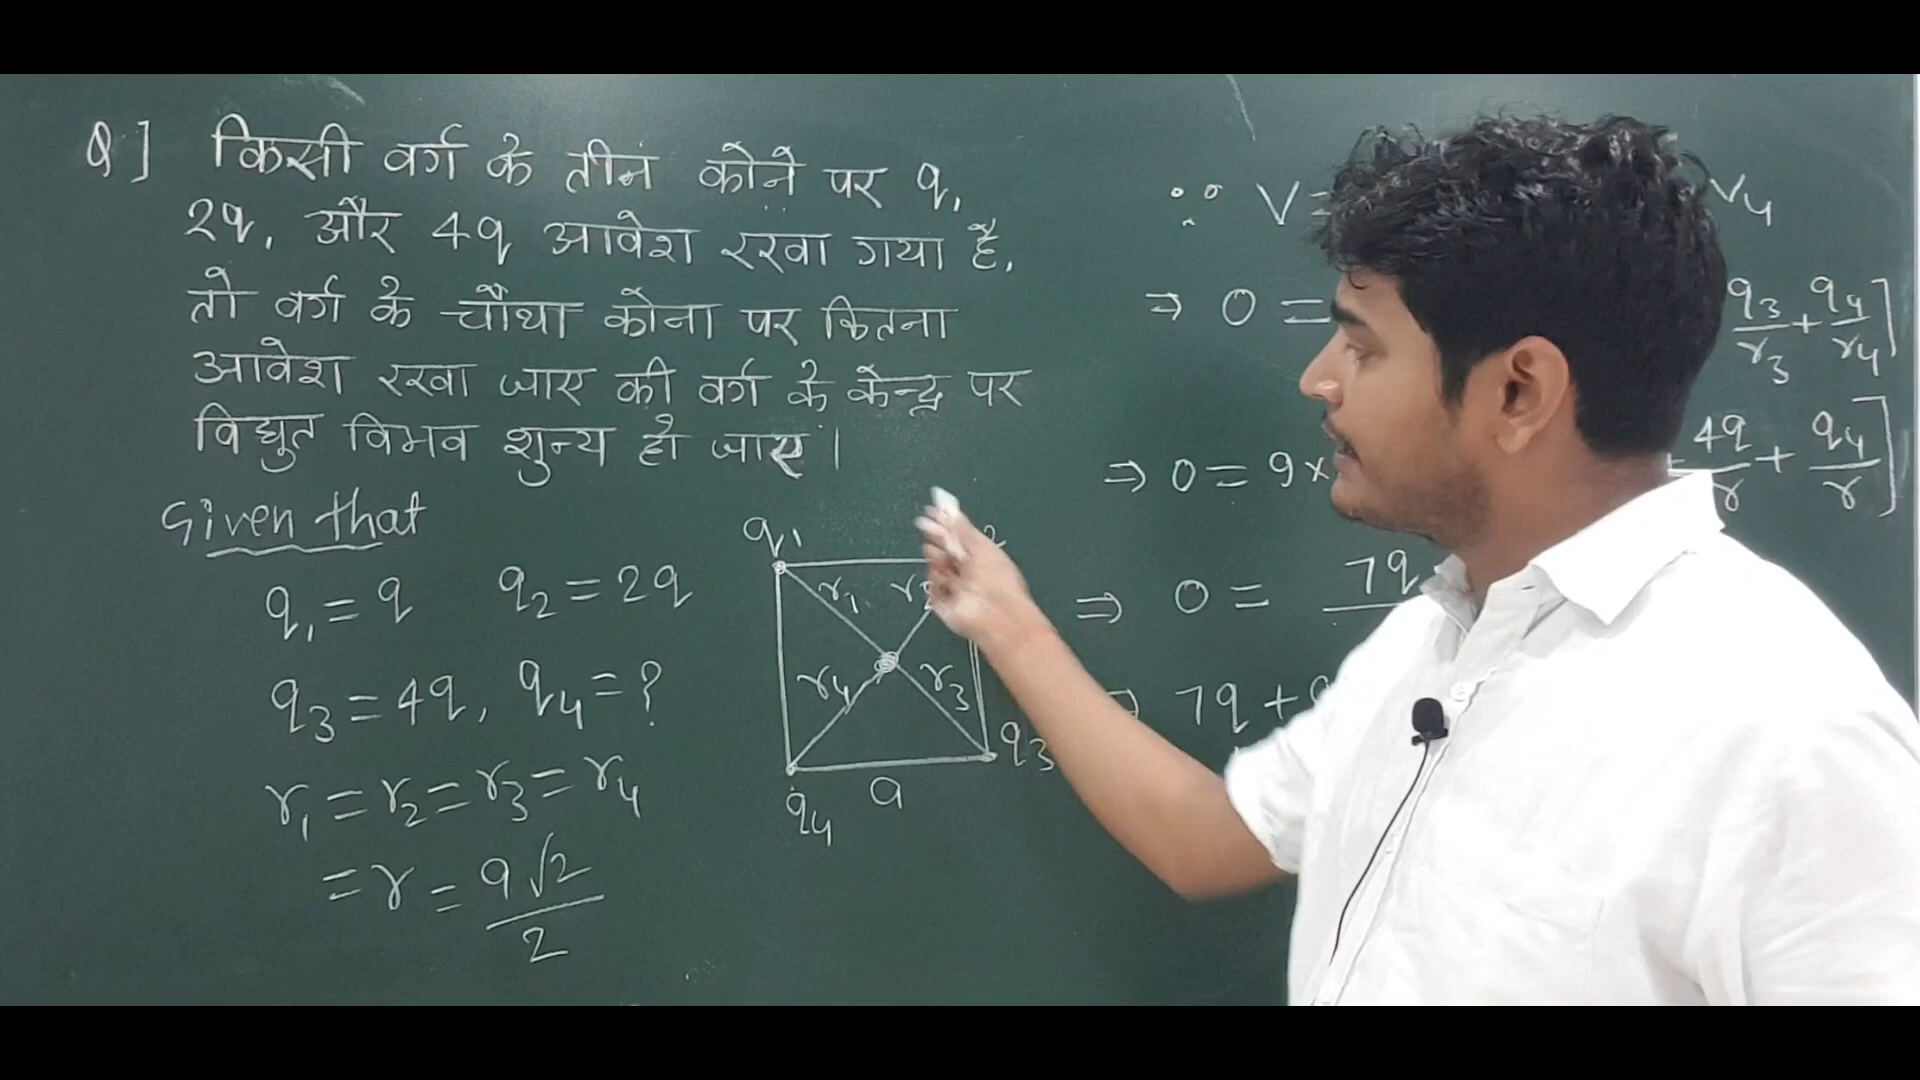 Q] किसी वर्ग के तीन कोने पर q,
2q, और 4q आवेश रखा गया है,
तो वर्ग के चौथा कोना पर कितना
आवेश रखा जाए की वर्ग के केन्द्र पर
विद्युत विभव शुन्य हो जाए।
Given that
q₁ = q q₂ = 2q
q₃ = 4q, q₄ = ?
r₁ = r₂ = r₃ = r₄
= r = a√2/2
q₁ 2
r₁ r₂
r₄ r₃
q₃
q₄ a
∵ V = V₄
⇒ 0 = q₃/r₃ + q₄/r₄]
⇒ 0 = 9× 4q/r + q₄/r]
⇒ 0 = 7q
⇒ 7q +